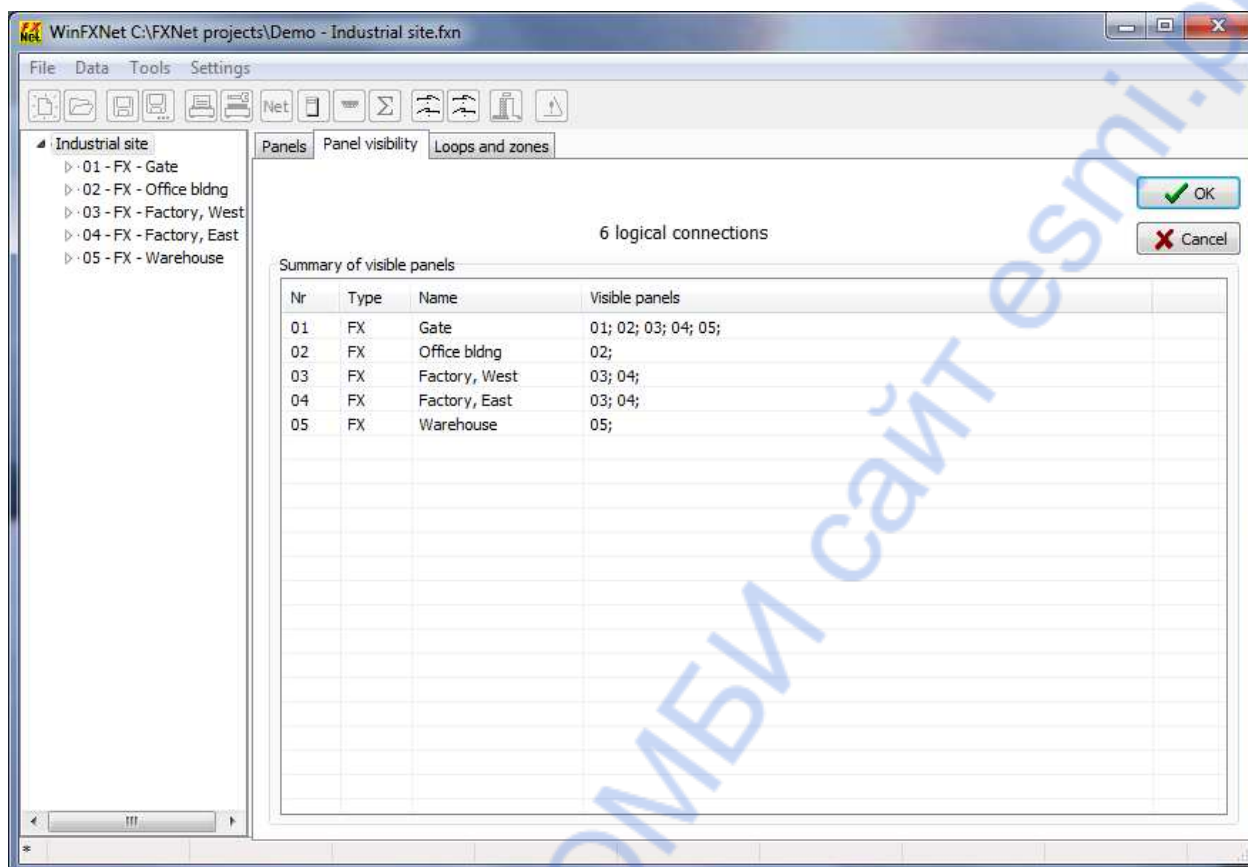 WinFXNet C:\FXNet projects\Demo - Industrial site.fxn
File Data Tools Settings
Net Σ
Industrial site
01 - FX - Gate
02 - FX - Office bldng
03 - FX - Factory, West
04 - FX - Factory, East
05 - FX - Warehouse
Panels Panel visibility Loops and zones
OK
6 logical connections
Cancel
Summary of visible panels
Nr Type Name Visible panels
01 FX Gate 01; 02; 03; 04; 05;
02 FX Office bldng 02;
03 FX Factory, West 03; 04;
04 FX Factory, East 03; 04;
05 FX Warehouse 05;
*
ОМБИ сайт esmi.